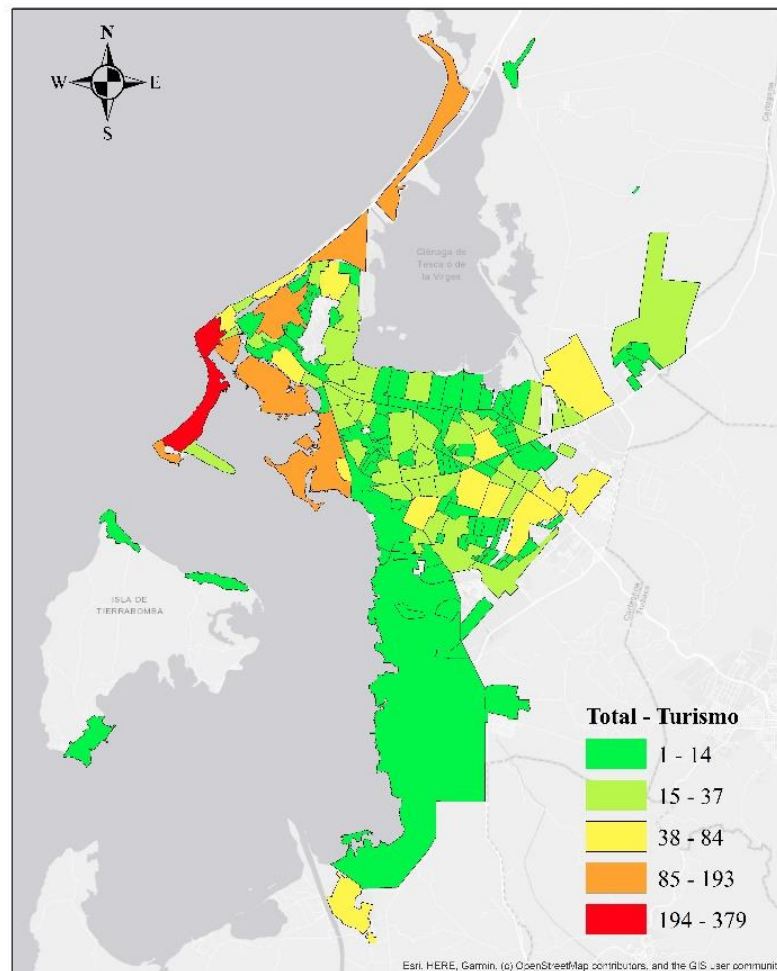 N
W E
S
Ciénaga de
Tesca o de
la Virgen
Cartagena
ISLA DE
TIERRABOMBA
Total - Turismo
1 - 14
15 - 37
38 - 84
85 - 193
194 - 379
Esri, HERE, Garmin, (c) OpenStreetMap contributors, and the GIS user communit